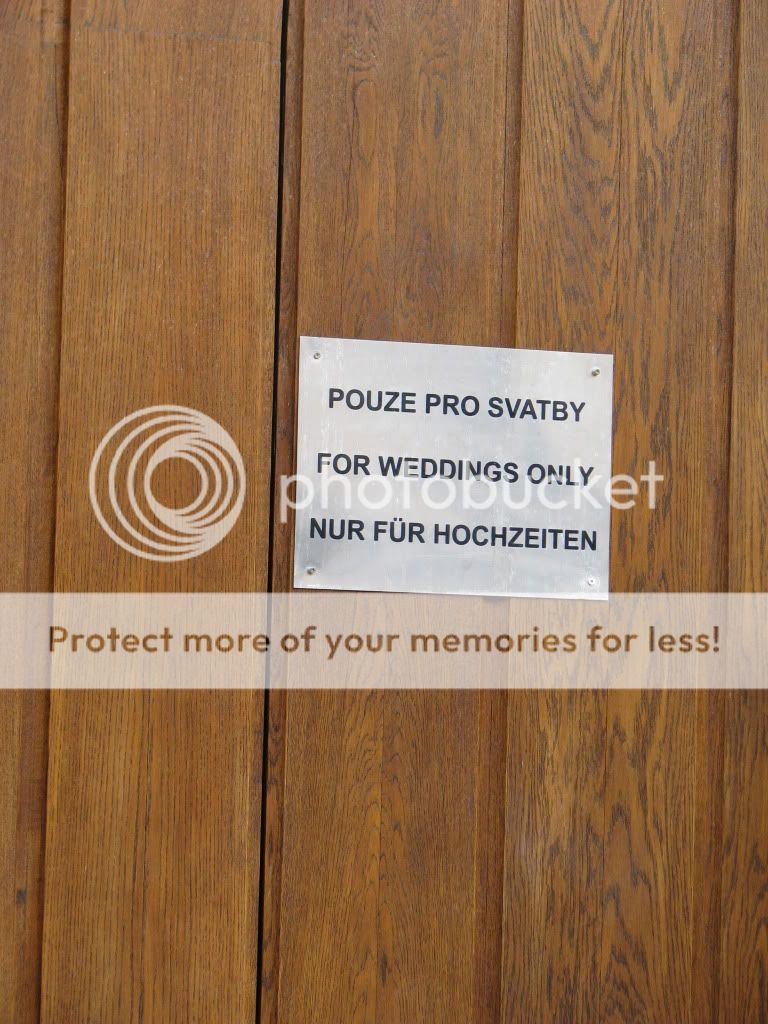 POUZE PRO SVATBY
FOR WEDDINGS ONLY
photobucket
NUR FÜR HOCHZEITEN
Protect more of your memories for less!